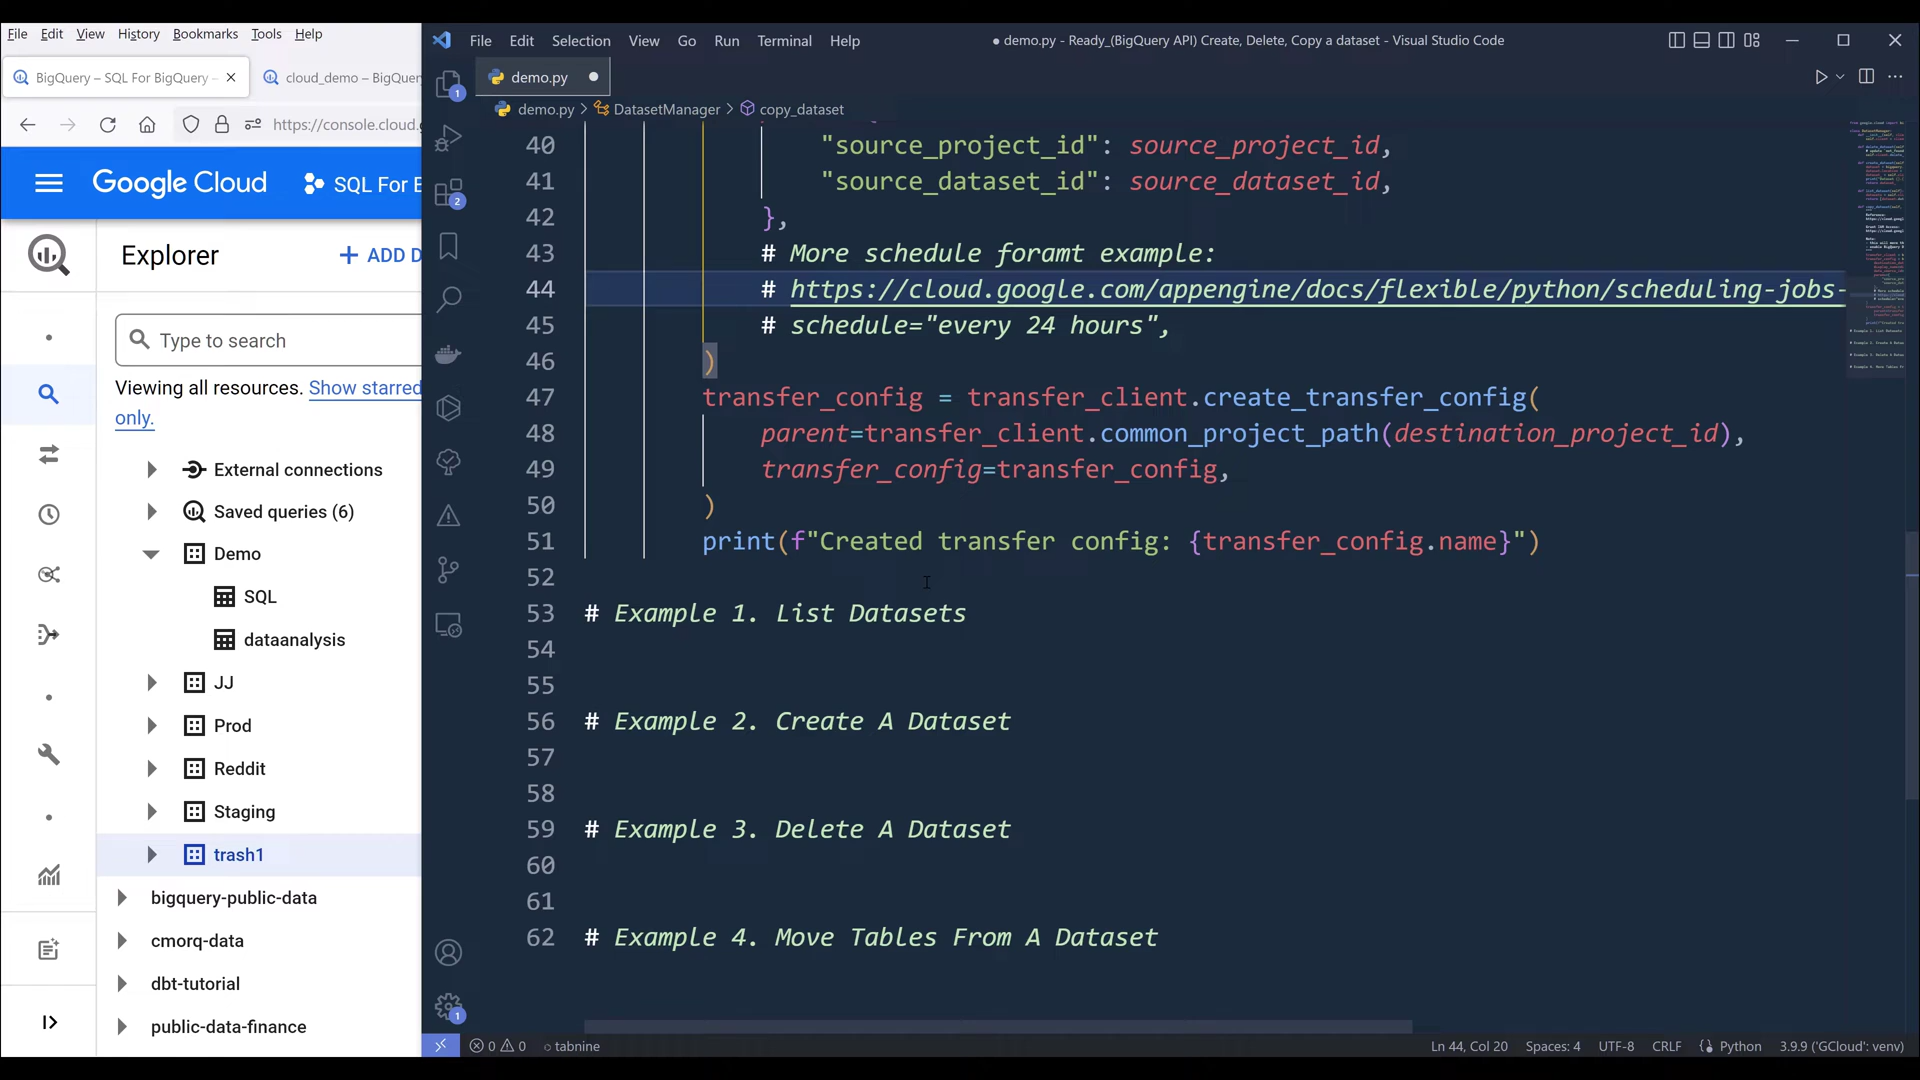 File Edit View History Bookmarks Tools Help
BigQuery – SQL For BigQuery –
cloud_demo – BigQu
https://console.cloud.g
Google Cloud
SQL For B
Explorer
ADD D
Type to search
Viewing all resources. Show starred
only.
External connections
Saved queries (6)
Demo
SQL
dataanalysis
JJ
Prod
Reddit
Staging
trash1
bigquery-public-data
cmorq-data
dbt-tutorial
public-data-finance
File Edit Selection View Go Run Terminal Help
● demo.py - Ready_(BigQuery API) Create, Delete, Copy a dataset - Visual Studio Code
demo.py
demo.py > DatasetManager > copy_dataset
40 "source_project_id": source_project_id,
41 "source_dataset_id": source_dataset_id,
42 },
43 # More schedule foramt example:
44 # https://cloud.google.com/appengine/docs/flexible/python/scheduling-jobs-
45 # schedule="every 24 hours",
46 )
47 transfer_config = transfer_client.create_transfer_config(
48 parent=transfer_client.common_project_path(destination_project_id),
49 transfer_config=transfer_config,
50 )
51 print(f"Created transfer config: {transfer_config.name}")
52
53 # Example 1. List Datasets
54
55
56 # Example 2. Create A Dataset
57
58
59 # Example 3. Delete A Dataset
60
61
62 # Example 4. Move Tables From A Dataset
1
2
1
0 0 tabnine
Ln 44, Col 20 Spaces: 4 UTF-8 CRLF Python 3.9.9 ('GCloud': venv)